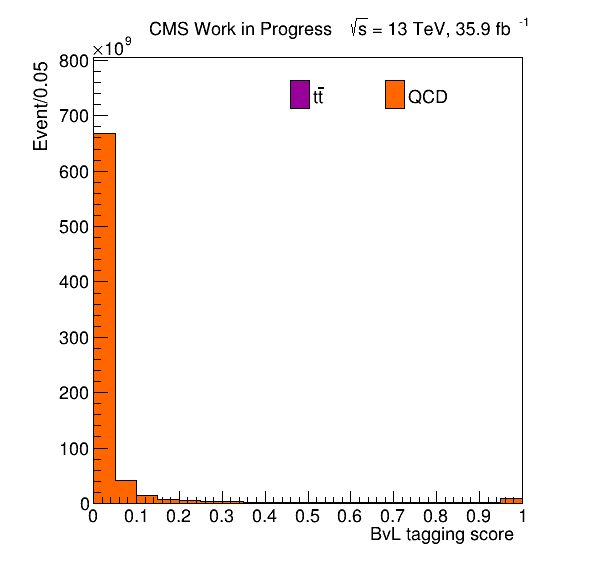 CMS Work in Progress √s = 13 TeV, 35.9 fb⁻¹
×10⁹
Event/0.05
tt̄
QCD
800
700
600
500
400
300
200
100
0
0 0.1 0.2 0.3 0.4 0.5 0.6 0.7 0.8 0.9 1
BvL tagging score